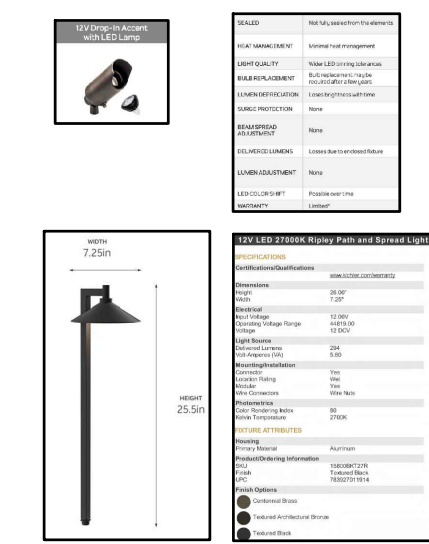 12V Drop-In Accent
with LED Lamp
SEALED Not fully sealed from the elements
HEAT MANAGEMENT Minimal heat management
LIGHT QUALITY Wider LED binning tolerances
BULB REPLACEMENT Bulb replacement may be
required after a few years
LUMEN DEPRECIATION Loses brightness with time
SURGE PROTECTION None
BEAM SPREAD
ADJUSTMENT None
DELIVERED LUMENS Losses due to enclosed fixture
LUMEN ADJUSTMENT None
LED COLOR SHIFT Possible over time
WARRANTY Limited*
WIDTH
7.25in
HEIGHT
25.5in
12V LED 27000K Ripley Path and Spread Light
SPECIFICATIONS
Certifications/Qualifications
www.kichler.com/warranty
Dimensions
Height 26.00"
Width 7.25"
Electrical
Input Voltage 12.00V
Operating Voltage Range 44819.00
Voltage 12 DCV
Light Source
Delivered Lumens 294
Volt-Amperes (VA) 5.60
Mounting/Installation
Connector Yes
Location Rating Wet
Modular Yes
Wire Connectors Wire Nuts
Photometrics
Color Rendering Index 90
Kelvin Temperature 2700K
FIXTURE ATTRIBUTES
Housing
Primary Material Aluminum
Product/Ordering Information
SKU 15800BKT27R
Finish Textured Black
UPC 783927011914
Finish Options
Centennial Brass
Textured Architectural Bronze
Textured Black